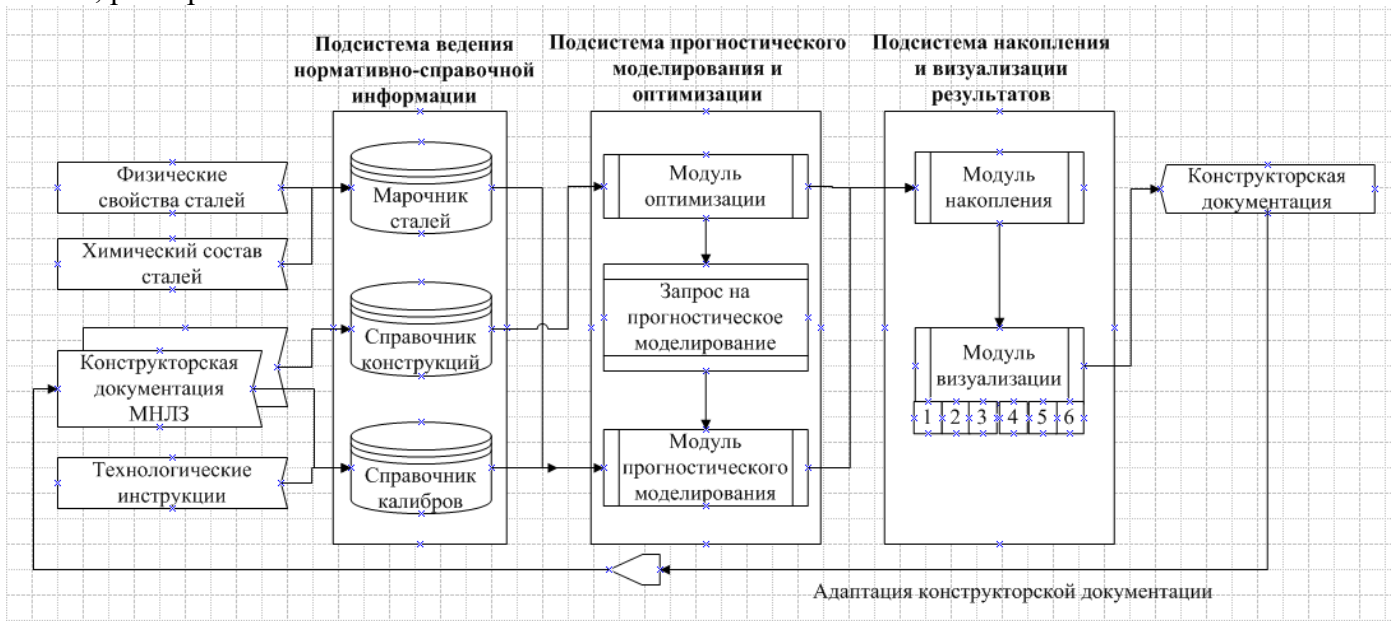 Подсистема ведения
нормативно-справочной
информации
Подсистема прогностического
моделирования и
оптимизации
Подсистема накопления
и визуализации
результатов
Физические
свойства сталей
Химический состав
сталей
Конструкторская
документация
МНЛЗ
Технологические
инструкции
Марочник
сталей
Справочник
конструкций
Справочник
калибров
Модуль
оптимизации
Запрос на
прогностическое
моделирование
Модуль
прогностического
моделирования
Модуль
накопления
Модуль
визуализации
1 2 3 4 5 6
Конструкторская
документация
Адаптация конструкторской документации